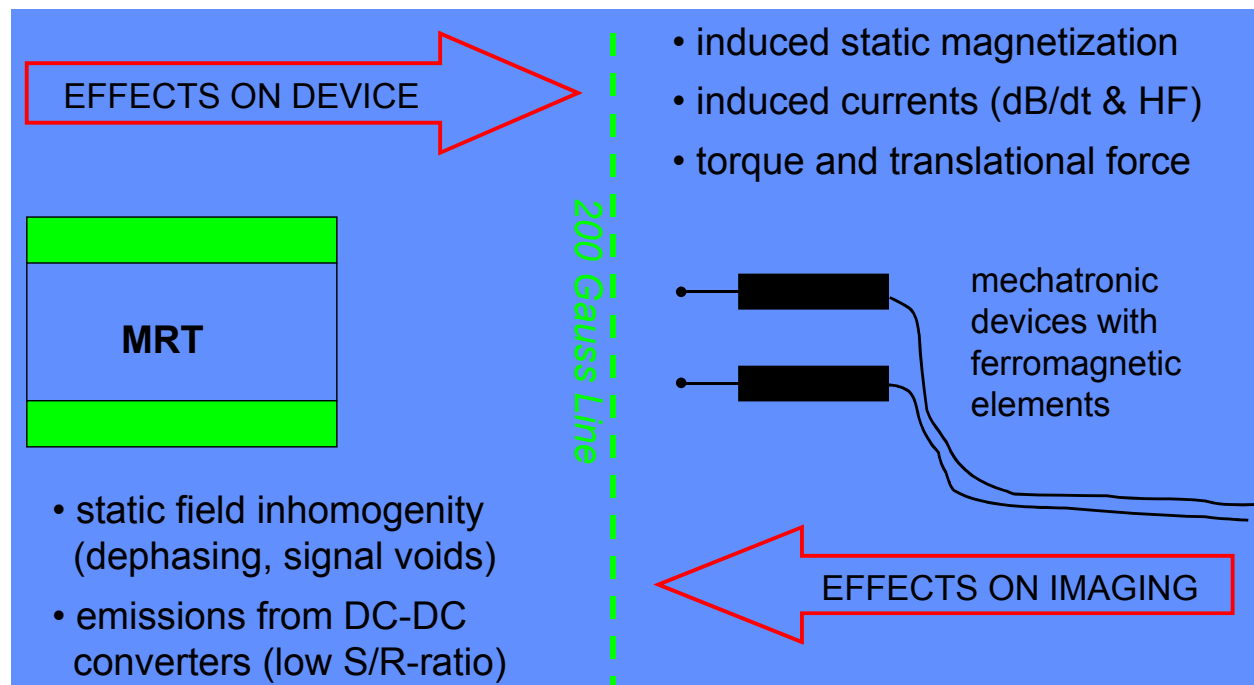 EFFECTS ON DEVICE
• induced static magnetization
• induced currents (dB/dt & HF)
• torque and translational force
200 Gauss Line
MRT
mechatronic
devices with
ferromagnetic
elements
• static field inhomogenity
(dephasing, signal voids)
• emissions from DC-DC
converters (low S/R-ratio)
EFFECTS ON IMAGING